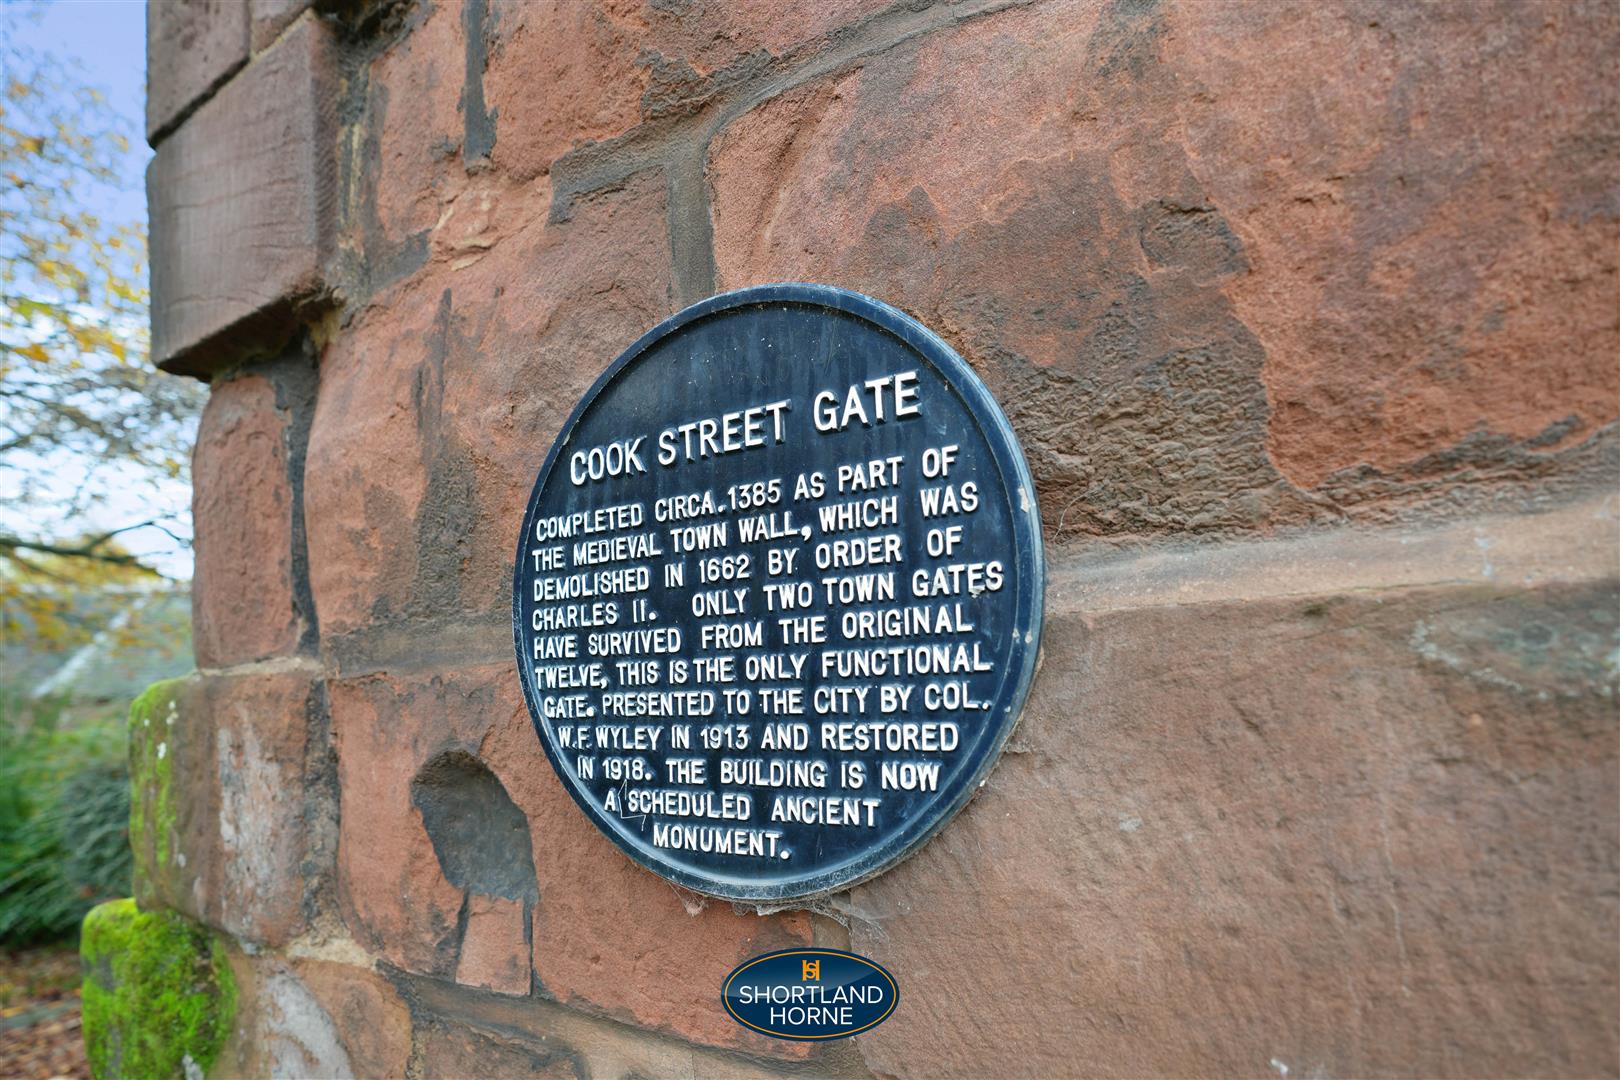 COOK STREET GATE
COMPLETED CIRCA.1385 AS PART OF
THE MEDIEVAL TOWN WALL, WHICH WAS
DEMOLISHED IN 1662 BY ORDER OF
CHARLES II. ONLY TWO TOWN GATES
HAVE SURVIVED FROM THE ORIGINAL
TWELVE, THIS IS THE ONLY FUNCTIONAL
GATE. PRESENTED TO THE CITY BY COL.
W.F. WYLEY IN 1913 AND RESTORED
IN 1918. THE BUILDING IS NOW
A SCHEDULED ANCIENT
MONUMENT.
SHORTLAND
HORNE